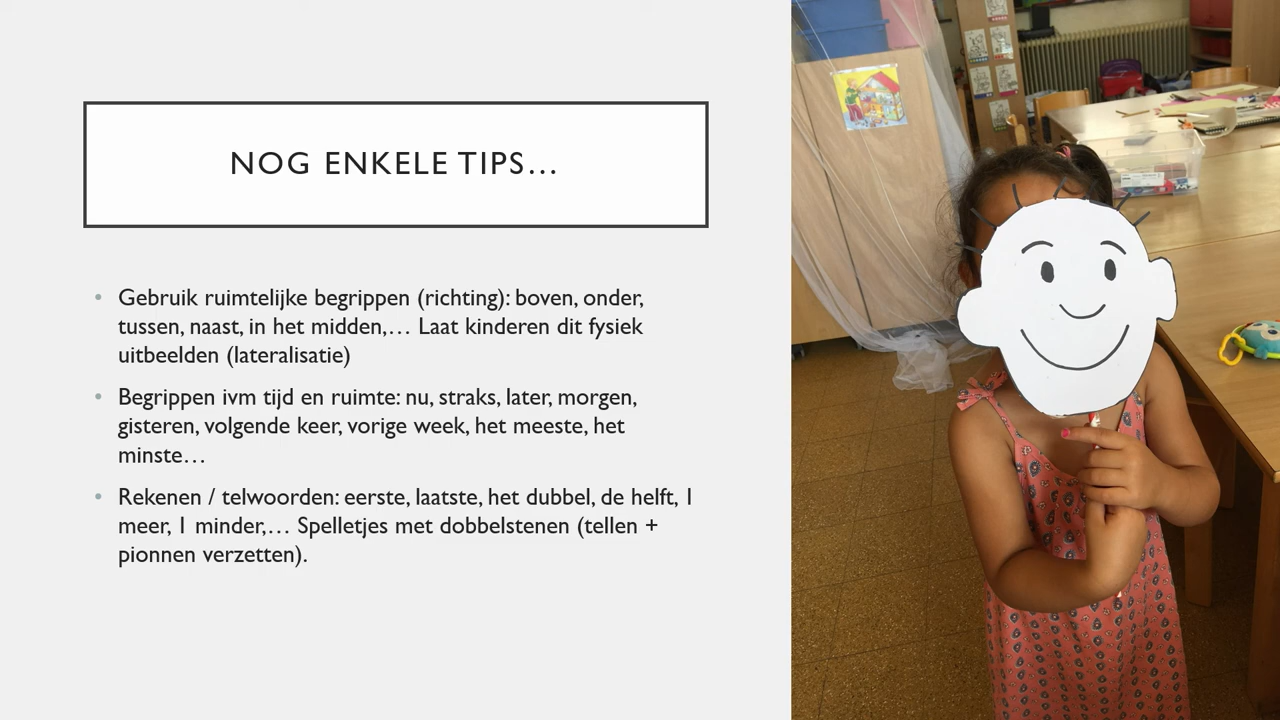 NOG ENKELE TIPS…
• Gebruik ruimtelijke begrippen (richting): boven, onder,
tussen, naast, in het midden,… Laat kinderen dit fysiek
uitbeelden (lateralisatie)
• Begrippen ivm tijd en ruimte: nu, straks, later, morgen,
gisteren, volgende keer, vorige week, het meeste, het
minste…
• Rekenen / telwoorden: eerste, laatste, het dubbel, de helft, 1
meer, 1 minder,… Spelletjes met dobbelstenen (tellen +
pionnen verzetten).